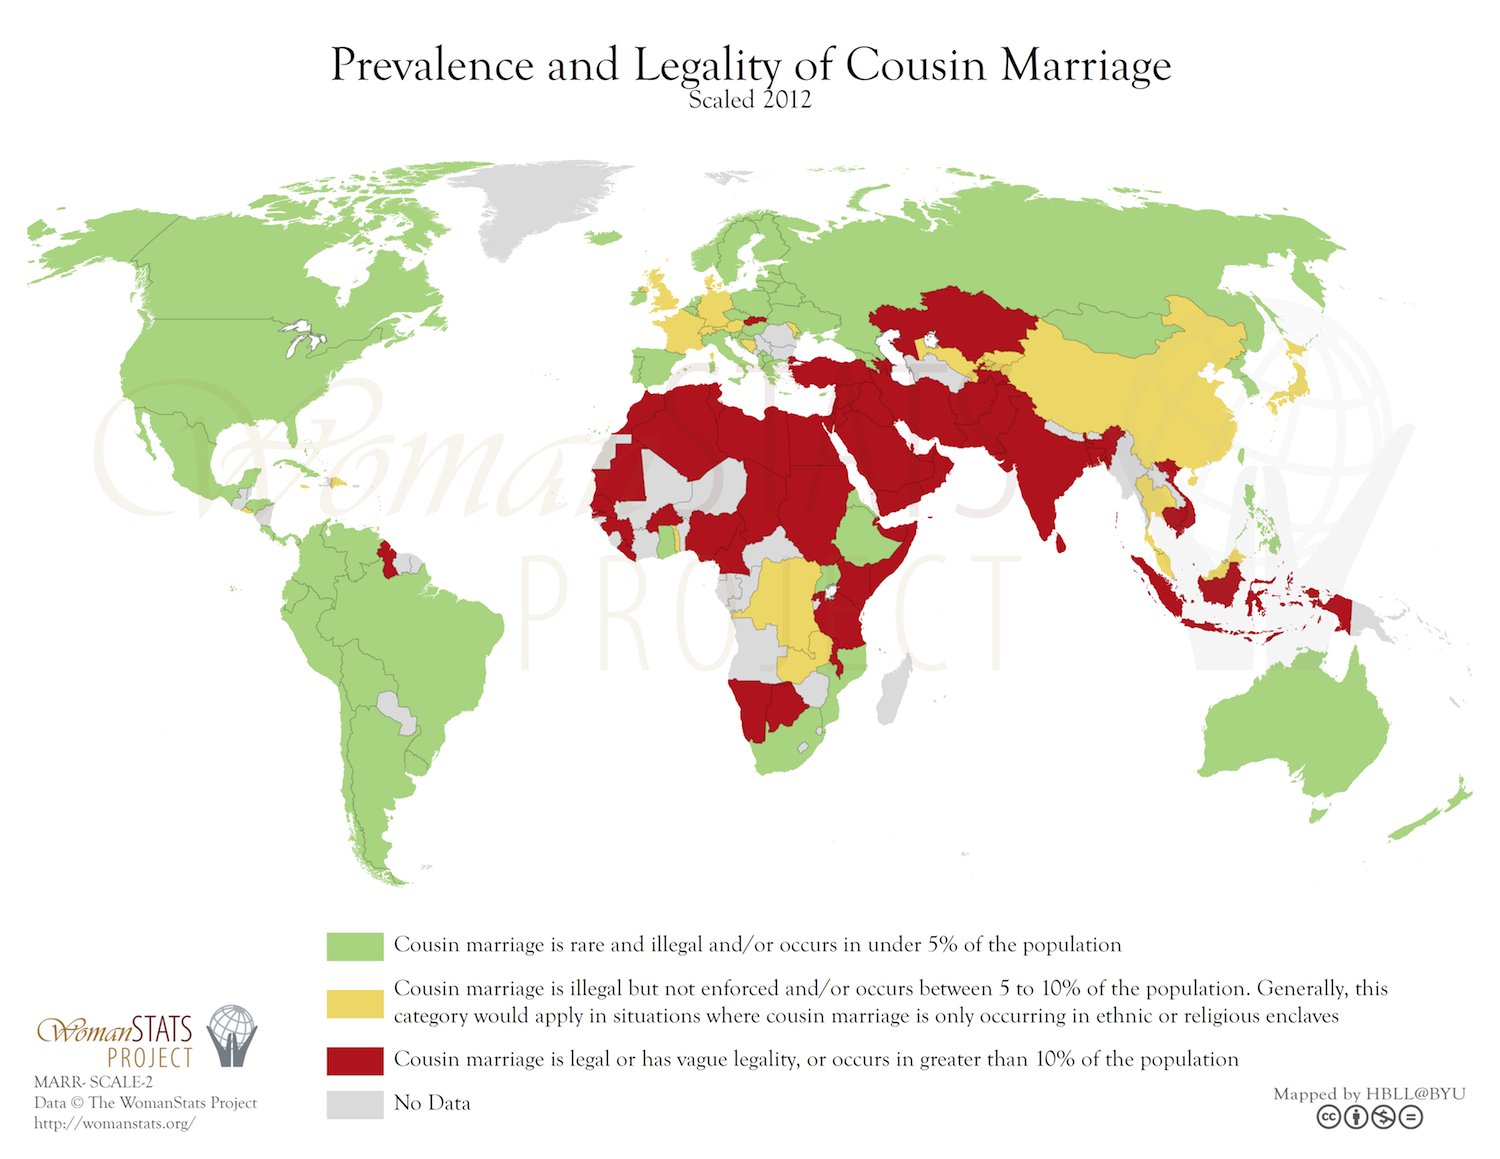 Prevalence and Legality of Cousin Marriage
Scaled 2012
WomanSTATS
PROJECT
Cousin marriage is rare and illegal and/or occurs in under 5% of the population
Cousin marriage is illegal but not enforced and/or occurs between 5 to 10% of the population. Generally, this
category would apply in situations where cousin marriage is only occurring in ethnic or religious enclaves
Cousin marriage is legal or has vague legality, or occurs in greater than 10% of the population
No Data
WomanSTATS
PROJECT
MARR- SCALE-2
Data © The WomanStats Project
http://womanstats.org/
Mapped by HBLL@BYU
cc